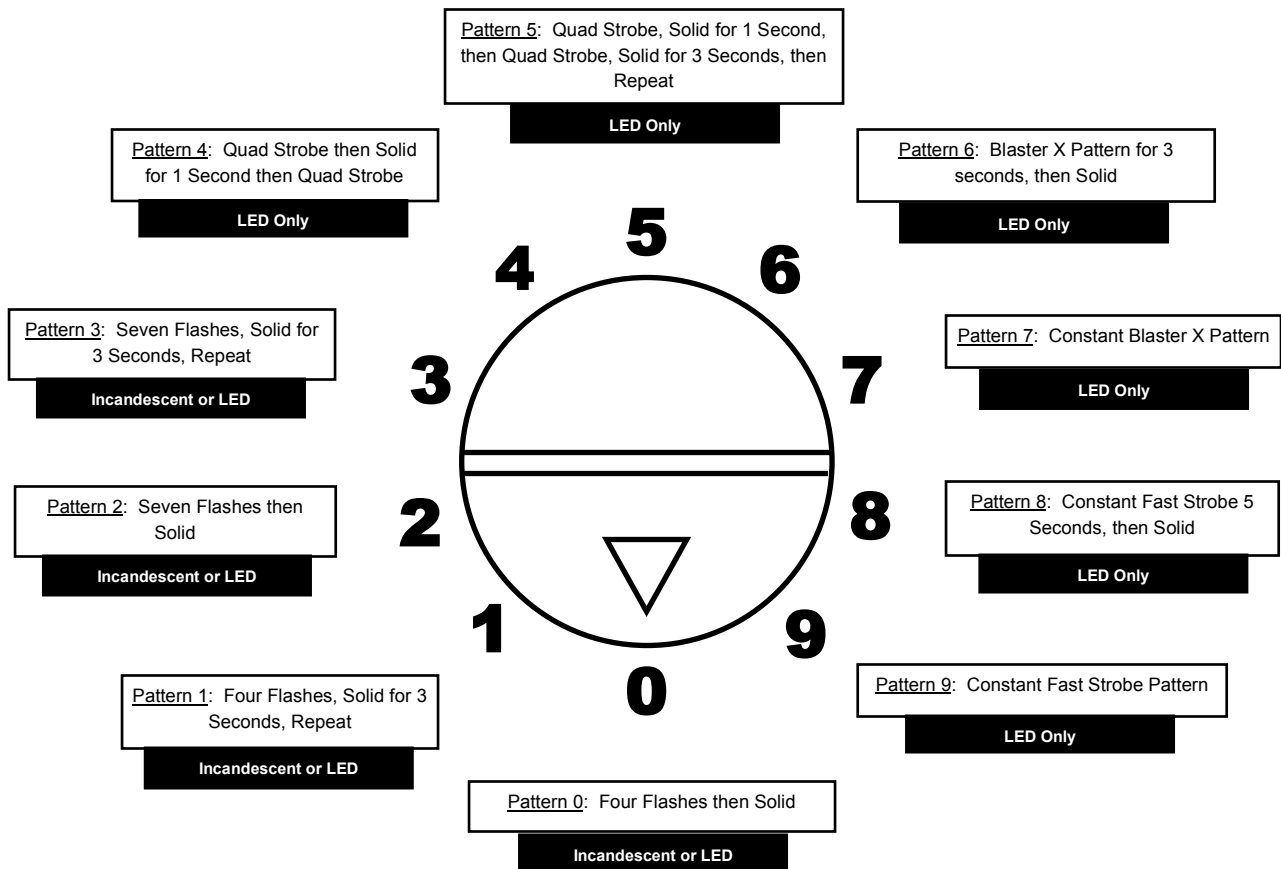 Pattern 5: Quad Strobe, Solid for 1 Second,
then Quad Strobe, Solid for 3 Seconds, then
Repeat
LED Only
Pattern 4: Quad Strobe then Solid
for 1 Second then Quad Strobe
LED Only
Pattern 6: Blaster X Pattern for 3
seconds, then Solid
LED Only
5
4
6
Pattern 3: Seven Flashes, Solid for
3 Seconds, Repeat
Incandescent or LED
3
7
Pattern 7: Constant Blaster X Pattern
LED Only
Pattern 2: Seven Flashes then
Solid
Incandescent or LED
2
8
Pattern 8: Constant Fast Strobe 5
Seconds, then Solid
LED Only
1
9
0
Pattern 1: Four Flashes, Solid for 3
Seconds, Repeat
Incandescent or LED
Pattern 9: Constant Fast Strobe Pattern
LED Only
Pattern 0: Four Flashes then Solid
Incandescent or LED